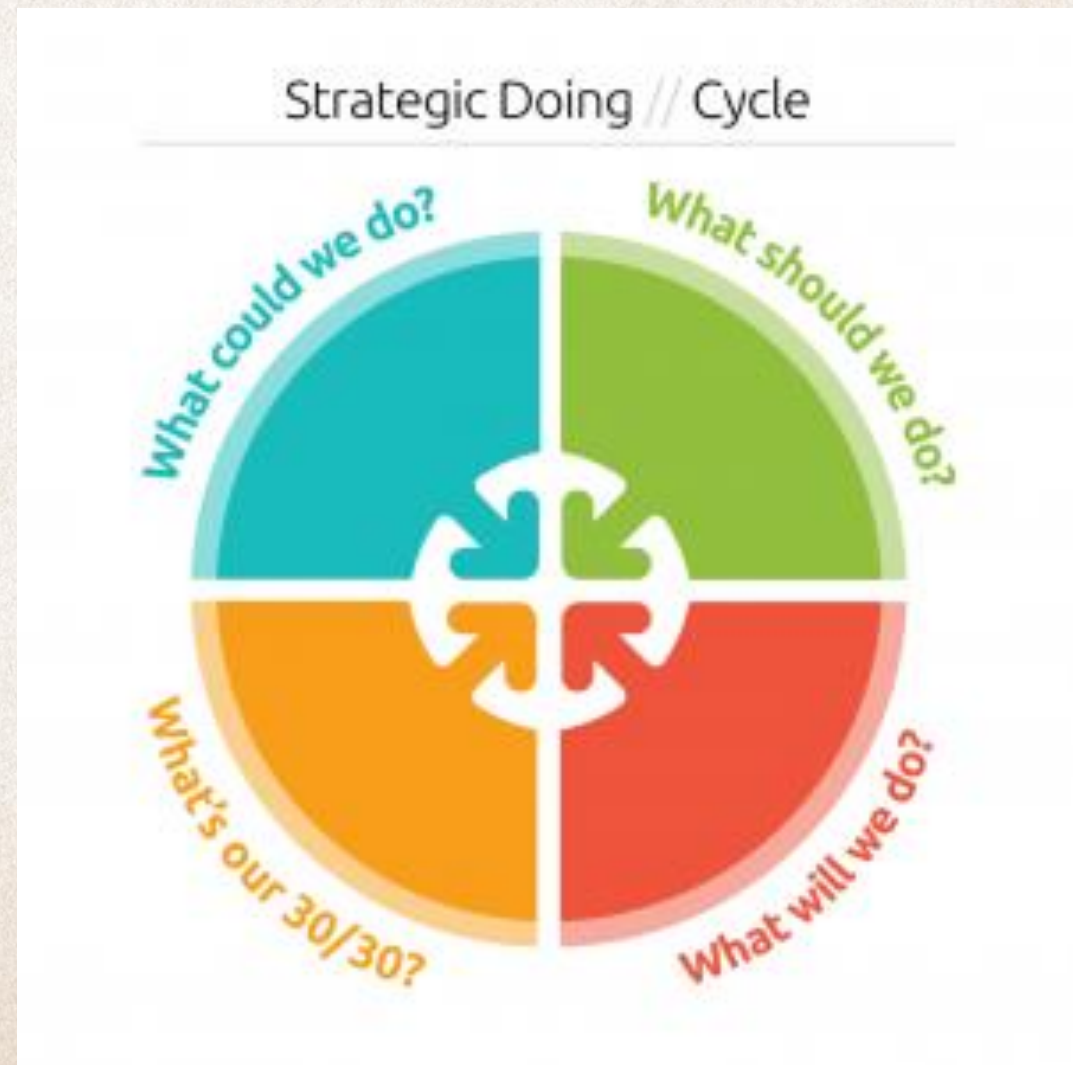 Strategic Doing // Cycle
What could we do?
What should we do?
What will we do?
What's our 30/30?